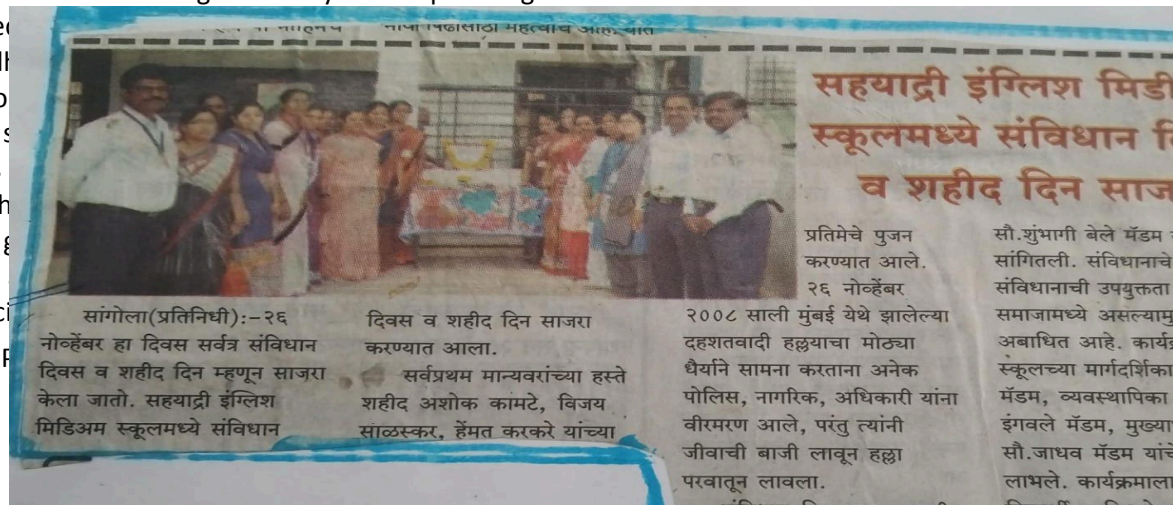 सहयाद्री इंग्लिश
स्कूलमध्ये संविधान
व शहीद दिन
सांगोला(प्रतिनिधी):-२६
नोव्हेंबर हा दिवस सर्वत्र संविधान
दिवस व शहीद दिन म्हणून साजरा
केला जातो. सहयाद्री इंग्लिश
मिडिअम स्कूलमध्ये संविधान
दिवस व शहीद दिन साजरा
करण्यात आला.
सर्वप्रथम मान्यवरांच्या हस्ते
शहीद अशोक कामटे, विजय
साळस्कर, हेंमत करकरे यांच्या
प्रतिमेचे पुजन
करण्यात आले.
२६ नोव्हेंबर
२००८ साली मुंबई येथे झालेल्या
दहशतवादी हल्लयाचा मोठ्या
धैर्याने सामना करताना अनेक
पोलिस, नागरिक, अधिकारी यांना
वीरमरण आले, परंतु त्यांनी
जीवाची बाजी लावून हल्ला
परवातून लावला.
सौ.शुंभागी बेले मॅडम
सांगितली. संविधानाचे
संविधानाची उपयुक्तता
समाजामध्ये
अबाधित आहे.
स्कूलच्या
मॅडम, व्यवस्थापिका
इंगवले मॅडम,
सौ.जाधव मॅडम
लाभले. कार्यक्रमाला